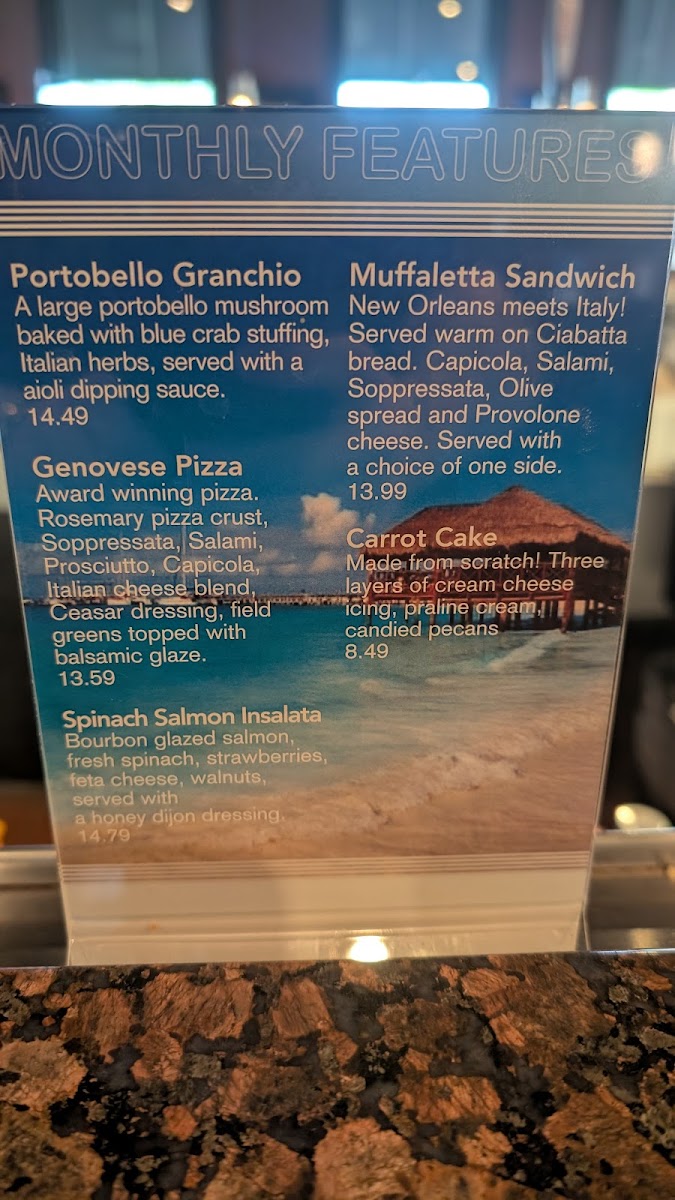 MONTHLY FEATURES!
Portobello Granchio
A large portobello mushroom
baked with blue crab stuffing,
Italian herbs, served with a
aioli dipping sauce.
14.49
Genovese Pizza
Award winning pizza.
Rosemary pizza crust,
Soppressata, Salami,
Prosciutto, Capicola,
Italian cheese blend,
Ceasar dressing, field
greens topped with
balsamic glaze.
13.59
Spinach Salmon Insalata
Bourbon glazed salmon,
fresh spinach, strawberries,
feta cheese, walnuts,
served with
a honey dijon dressing.
14.79
Muffaletta Sandwich
New Orleans meets Italy!
Served warm on Ciabatta
bread. Capicola, Salami,
Soppressata, Olive
spread and Provolone
cheese. Served with
a choice of one side.
13.99
Carrot Cake
Made from scratch! Three
layers of cream cheese
icing, praline cream,
candied pecans
8.49